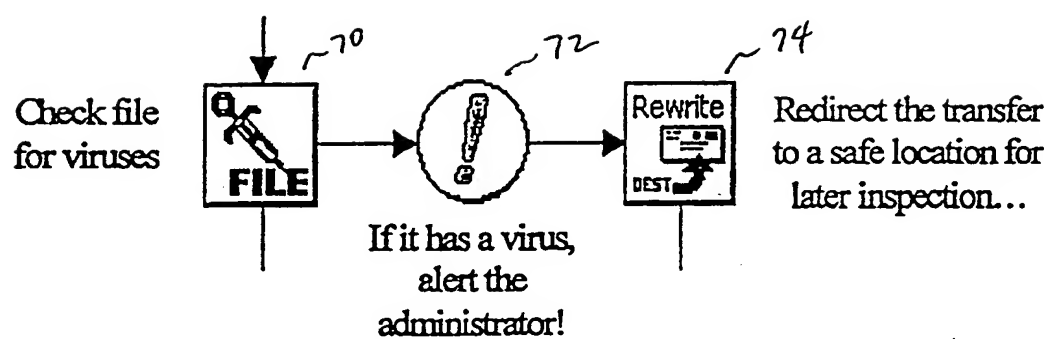 70
72
74
Check file
for viruses
FILE
Rewrite
DEST
Redirect the transfer
to a safe location for
later inspection...
If it has a virus,
alert the
administrator!